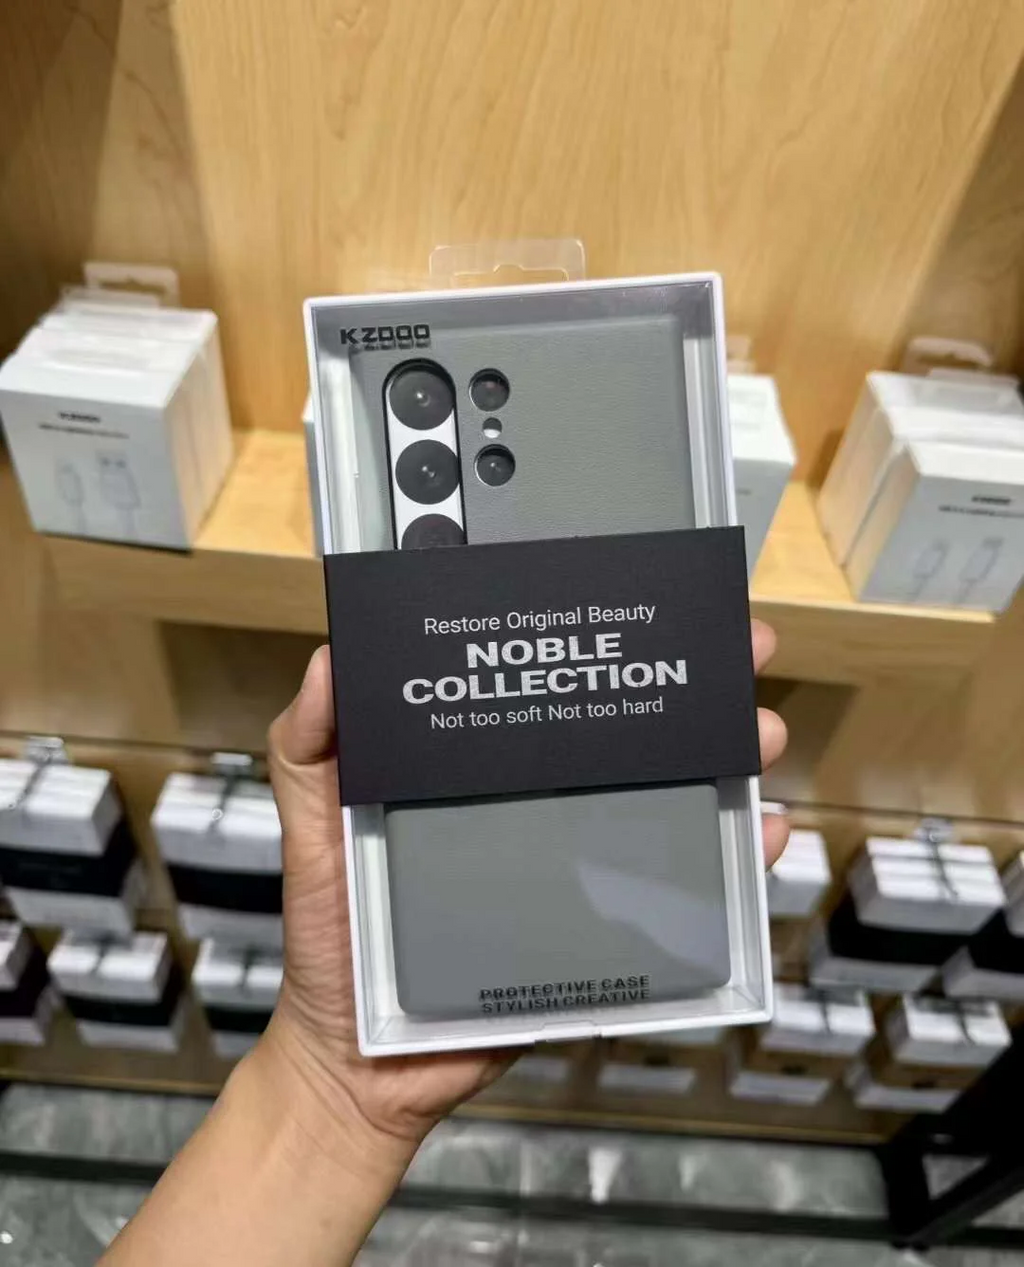 KZDOO
Restore Original Beauty
NOBLE
COLLECTION
Not too soft Not too hard
PROTECTIVE CASE
STYLISH CREATIVE